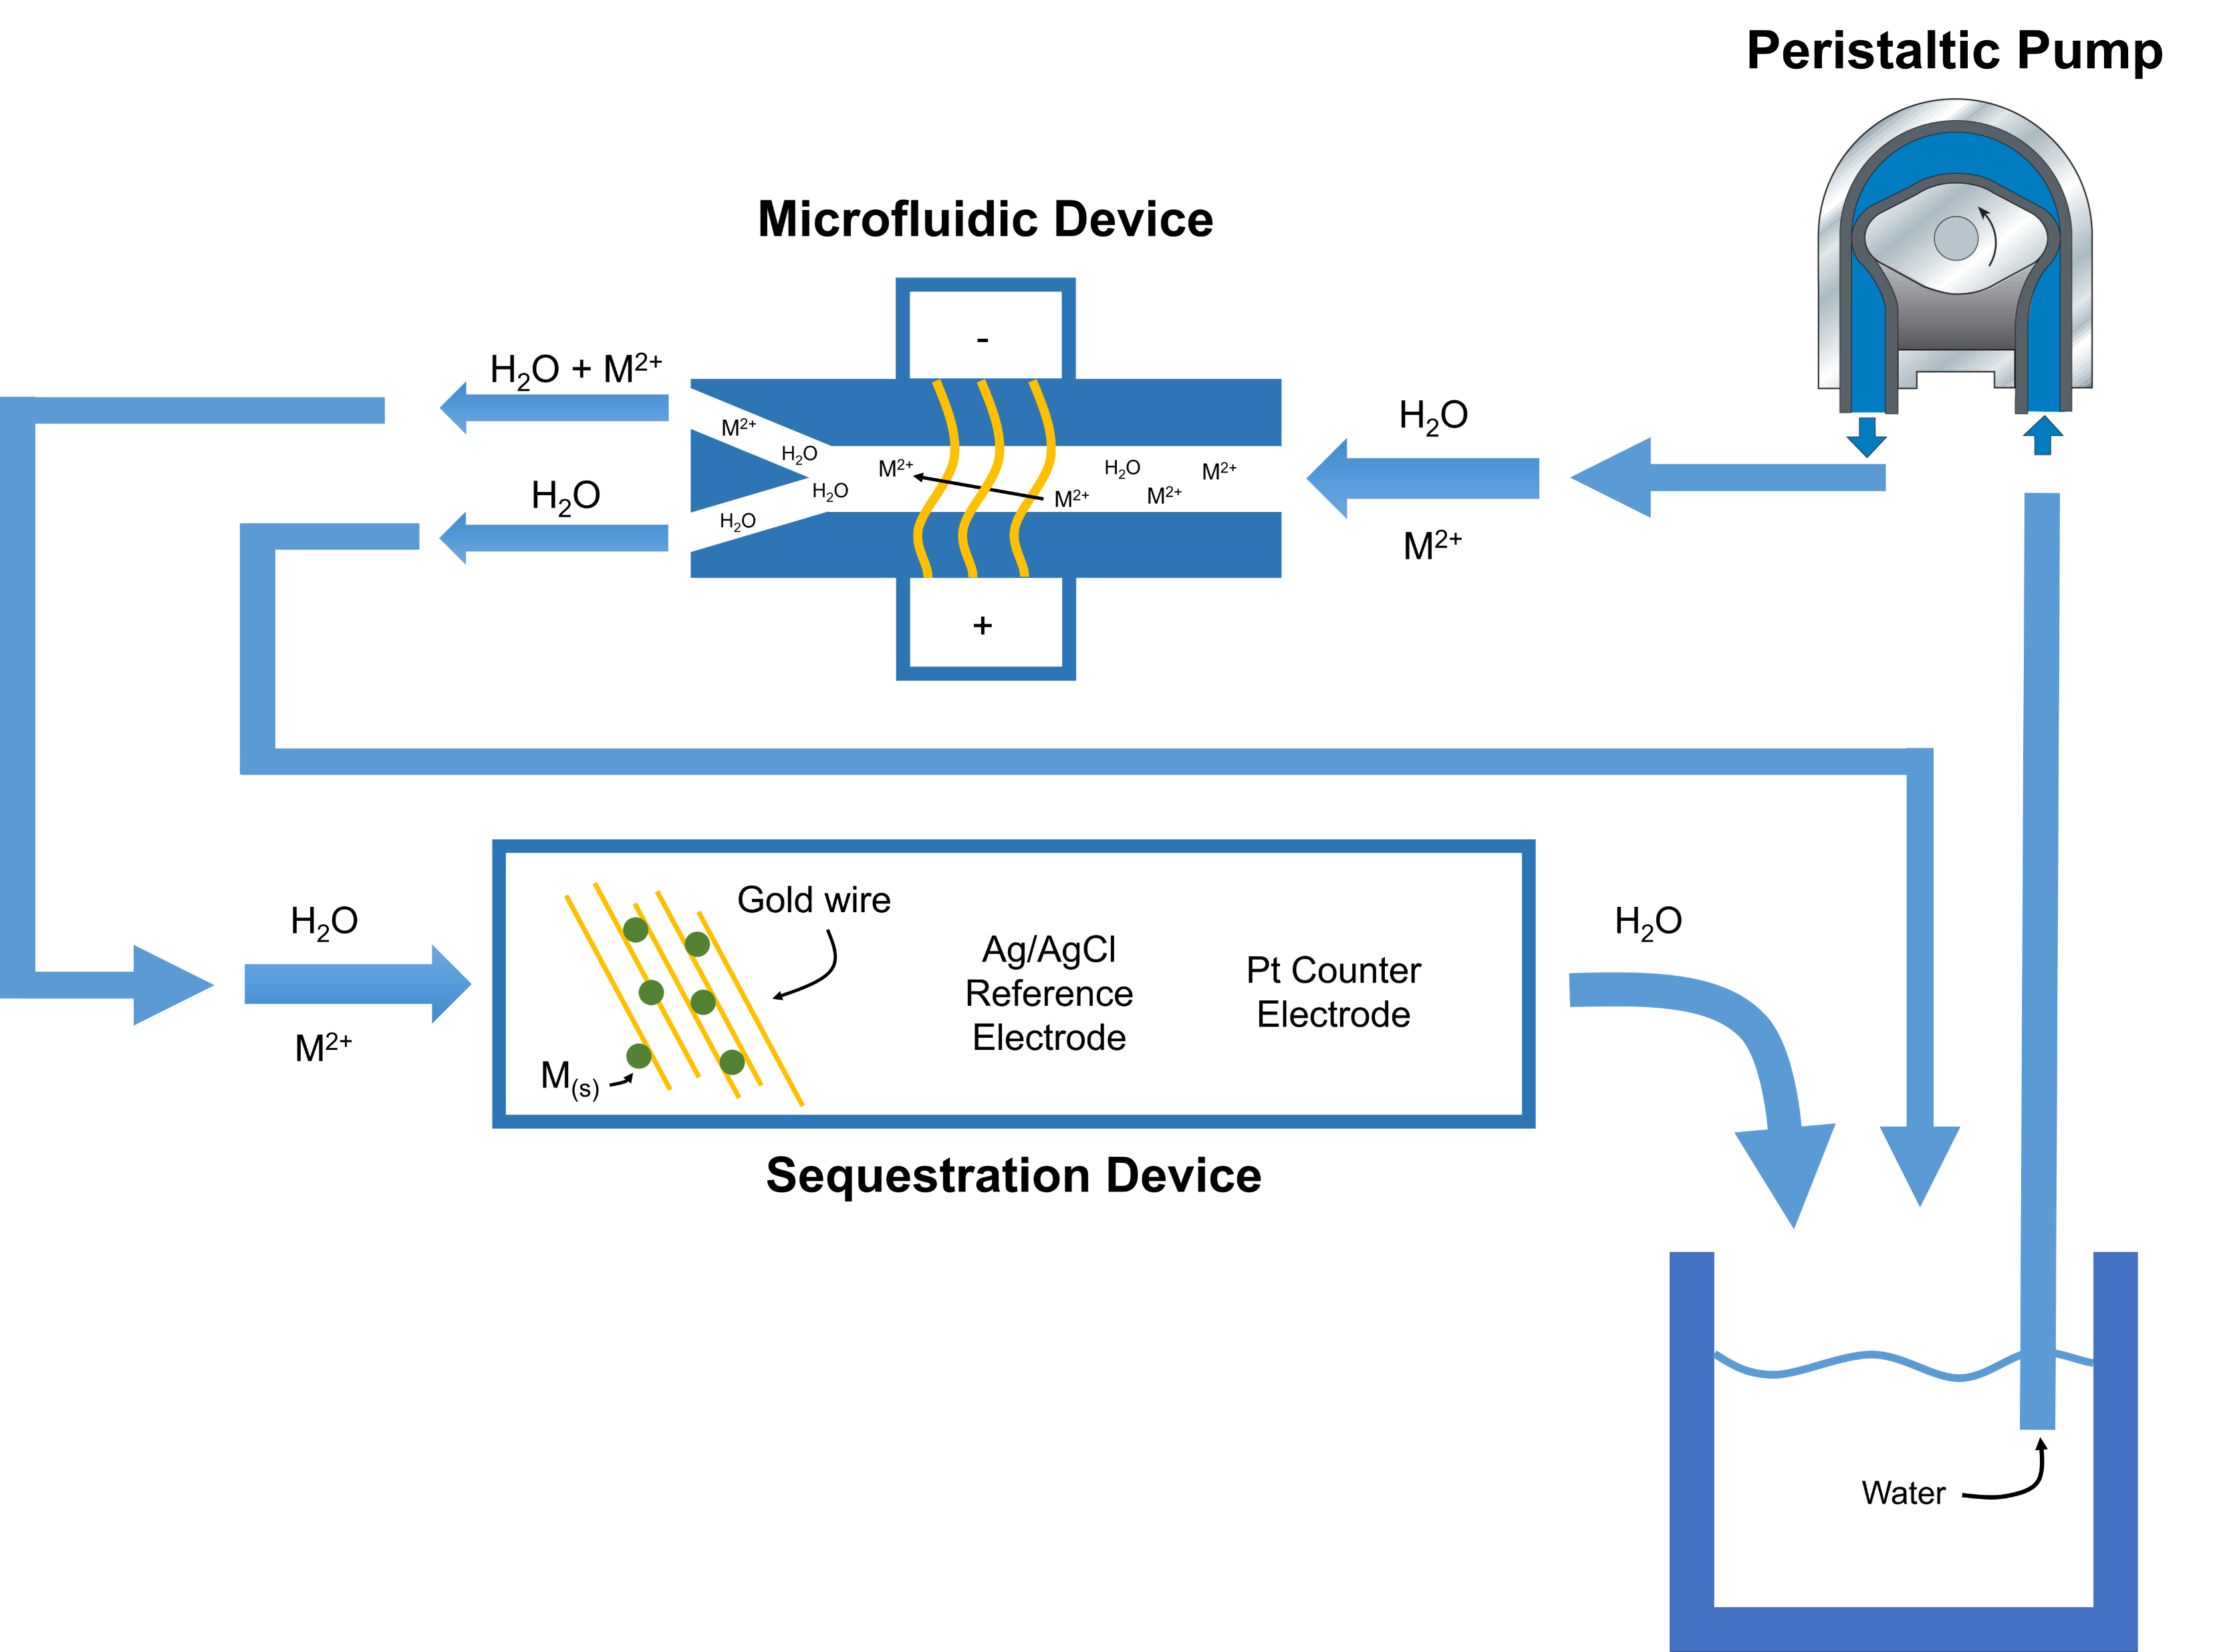 Peristaltic Pump
Microfluidic Device
-
H₂O + M²⁺
M²⁺
H₂O
H₂O
H₂O
M²⁺
H₂O
M²⁺
M²⁺
M²⁺
H₂O
H₂O
H₂O
M²⁺
+
Gold wire
H₂O
M²⁺
M₍s₎
Ag/AgCl
Reference
Electrode
Pt Counter
Electrode
H₂O
Sequestration Device
Water